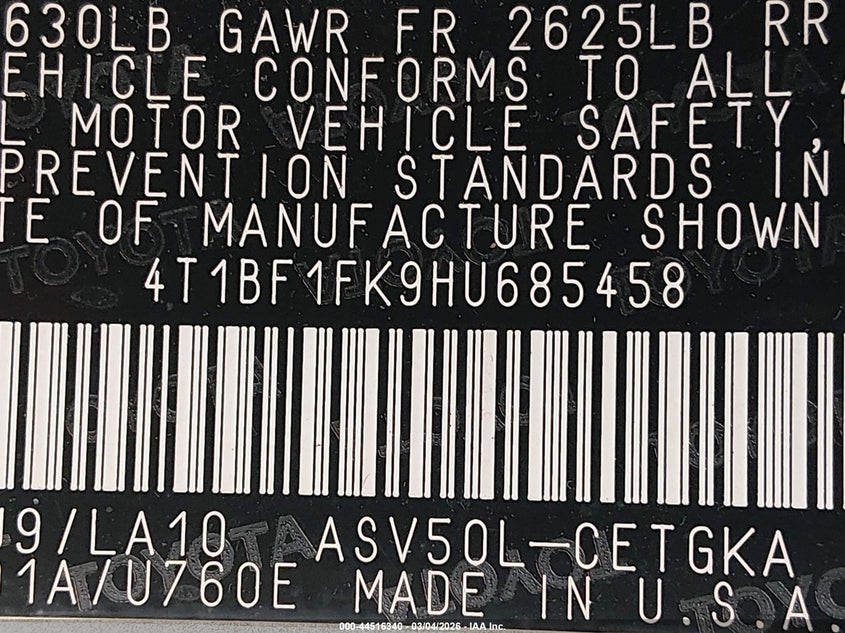 630LB GAWR FR 2625LB RR
EHICLE CONFORMS TO ALL
L MOTOR VEHICLE SAFETY,
PREVENTION STANDARDS IN
TE OF MANUFACTURE SHOWN
4T1BF1FK9HU685458
9/LA10 ASV50L-CETGKA
1A/U760E MADE IN U.S.A.
000-44516340 - 03/04/2026 - IAA Inc.